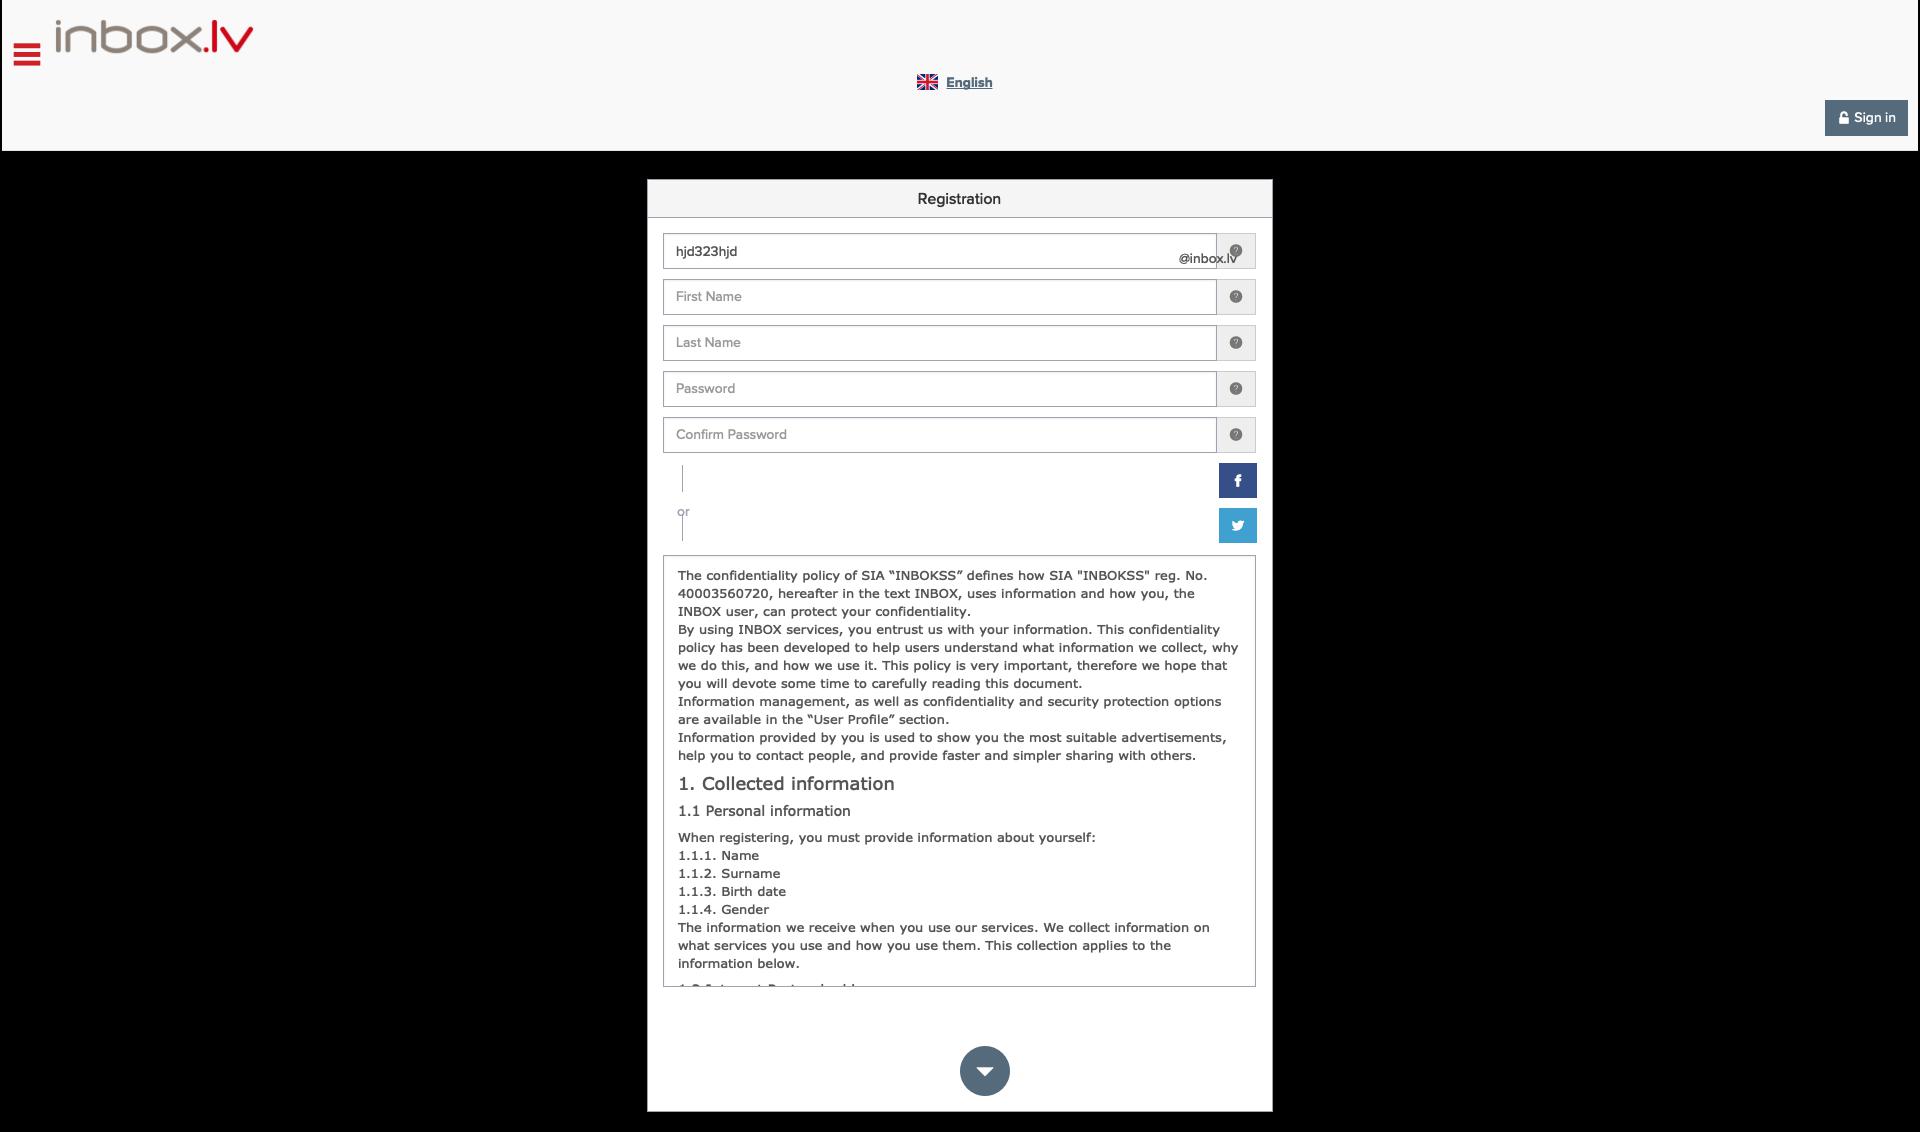 inbox.lv
English
Sign in
Registration
hjd323hjd
@inbox.lv
First Name
Last Name
Password
Confirm Password
or
The confidentiality policy of SIA “INBOKSS” defines how SIA "INBOKSS" reg. No.
40003560720, hereafter in the text INBOX, uses information and how you, the
INBOX user, can protect your confidentiality.
By using INBOX services, you entrust us with your information. This confidentiality
policy has been developed to help users understand what information we collect, why
we do this, and how we use it. This policy is very important, therefore we hope that
you will devote some time to carefully reading this document.
Information management, as well as confidentiality and security protection options
are available in the “User Profile” section.
Information provided by you is used to show you the most suitable advertisements,
help you to contact people, and provide faster and simpler sharing with others.
1. Collected information
1.1 Personal information
When registering, you must provide information about yourself:
1.1.1. Name
1.1.2. Surname
1.1.3. Birth date
1.1.4. Gender
The information we receive when you use our services. We collect information on
what services you use and how you use them. This collection applies to the
information below.